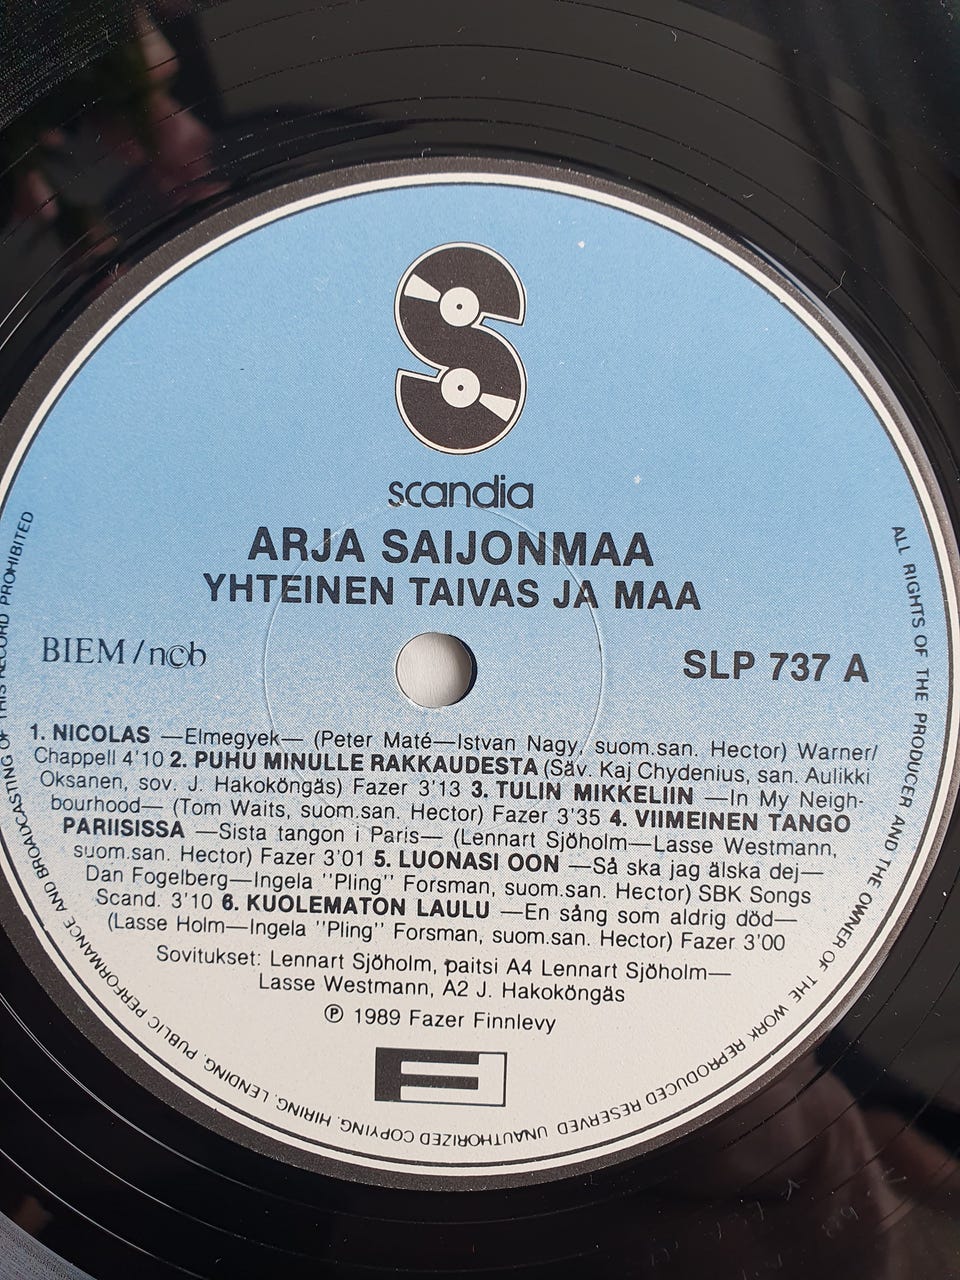 scandia
ARJA SAIJONMAA
YHTEINEN TAIVAS JA MAA
BIEM/ncb
SLP 737 A
1. NICOLAS —Elmegyek— (Peter Maté—Istvan Nagy, suom.san. Hector) Warner/
Chappell 4'10 2. PUHU MINULLE RAKKAUDESTA (Säv. Kaj Chydenius, san. Aulikki
Oksanen, sov. J. Hakoköngäs) Fazer 3'13 3. TULIN MIKKELIIN —In My Neigh-
bourhood— (Tom Waits, suom.san. Hector) Fazer 3'35 4. VIIMEINEN TANGO
PARIISISSA —Sista tangon i Paris— (Lennart Sjöholm—Lasse Westmann,
suom.san. Hector) Fazer 3'01 5. LUONASI OON —Så ska jag älska dej—
Dan Fogelberg—Ingela "Pling" Forsman, suom.san. Hector) SBK Songs
Scand. 3'10 6. KUOLEMATON LAULU —En sång som aldrig död—
(Lasse Holm—Ingela "Pling" Forsman, suom.san. Hector) Fazer 3'00
Sovitukset: Lennart Sjöholm, paitsi A4 Lennart Sjöholm—
Lasse Westmann, A2 J. Hakoköngäs
℗ 1989 Fazer Finnlevy
ALL RIGHTS OF THE PRODUCER AND THE OWNER OF THE WORK REPRODUCED RESERVED UNAUTHORIZED COPYING, HIRING, LENDING, PUBLIC PERFORMANCE AND BROADCASTING OF THIS RECORD PROHIBITED